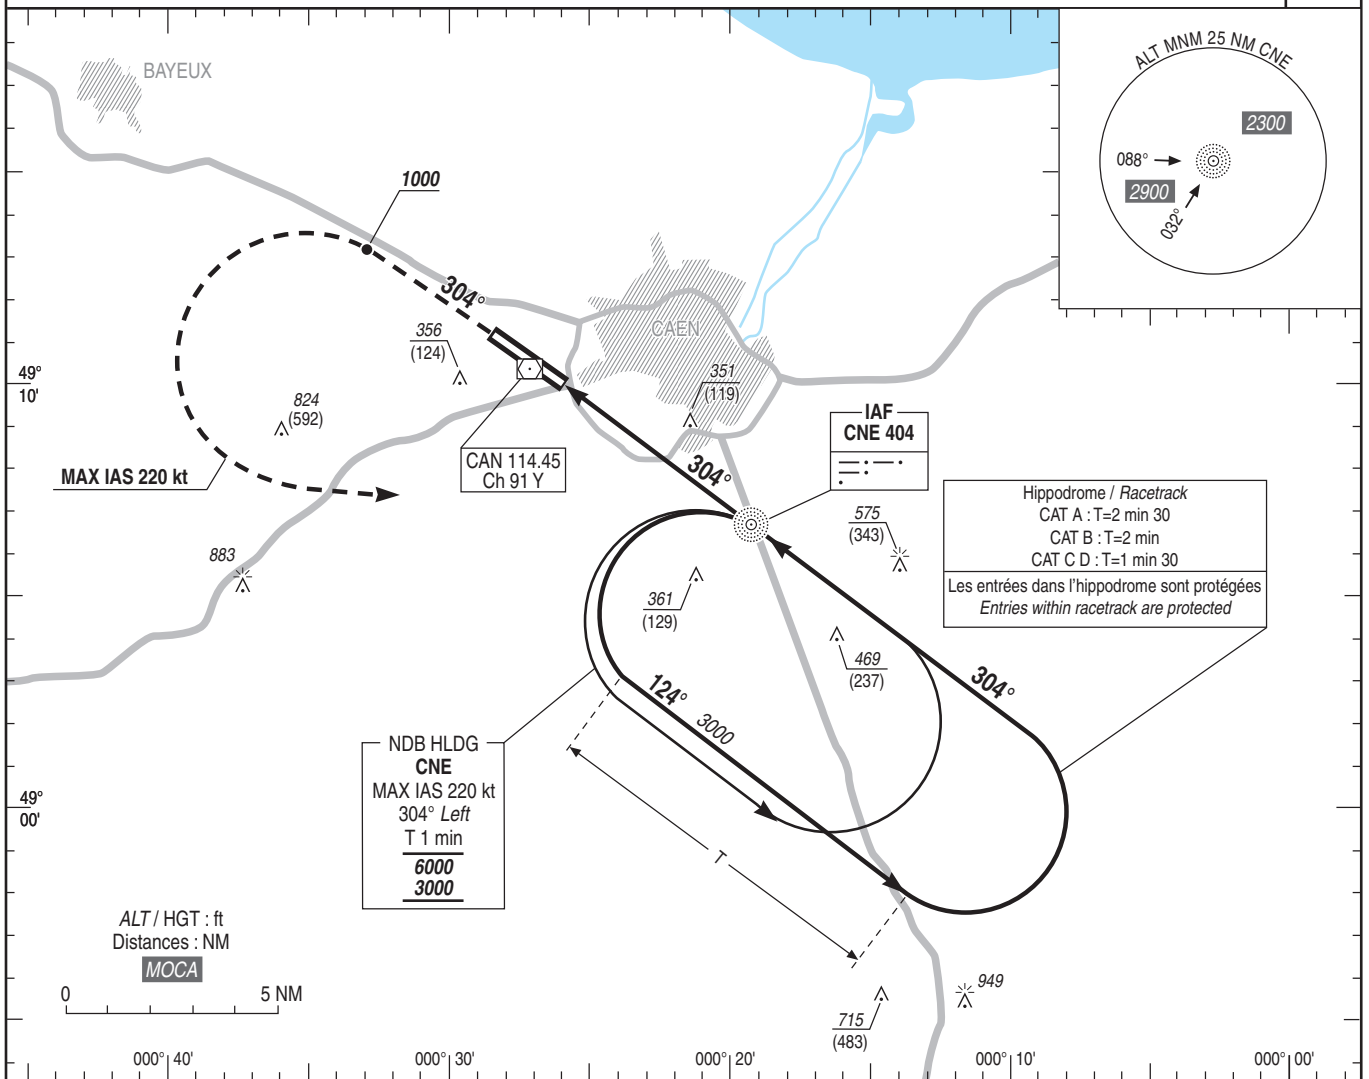 BAYEUX
ALT MNM 25 NM CNE
2300
088°
2900
032°
1000
304°
356
(124)
CAEN
351
(119)
49°
10'
824
(592)
MAX IAS 220 kt
CAN 114.45
Ch 91 Y
304°
IAF
CNE 404
575
(343)
Hippodrome / Racetrack
CAT A : T=2 min 30
CAT B : T=2 min
CAT C D : T=1 min 30
Les entrées dans l'hippodrome sont protégées
Entries within racetrack are protected
883
361
(129)
469
(237)
304°
124°
3000
NDB HLDG
CNE
MAX IAS 220 kt
304° Left
T 1 min
6000
3000
49°
00'
T
ALT / HGT : ft
Distances : NM
MOCA
0 5 NM
949
715
(483)
000° 40' 000° 30' 000° 20' 000° 10' 000° 00'